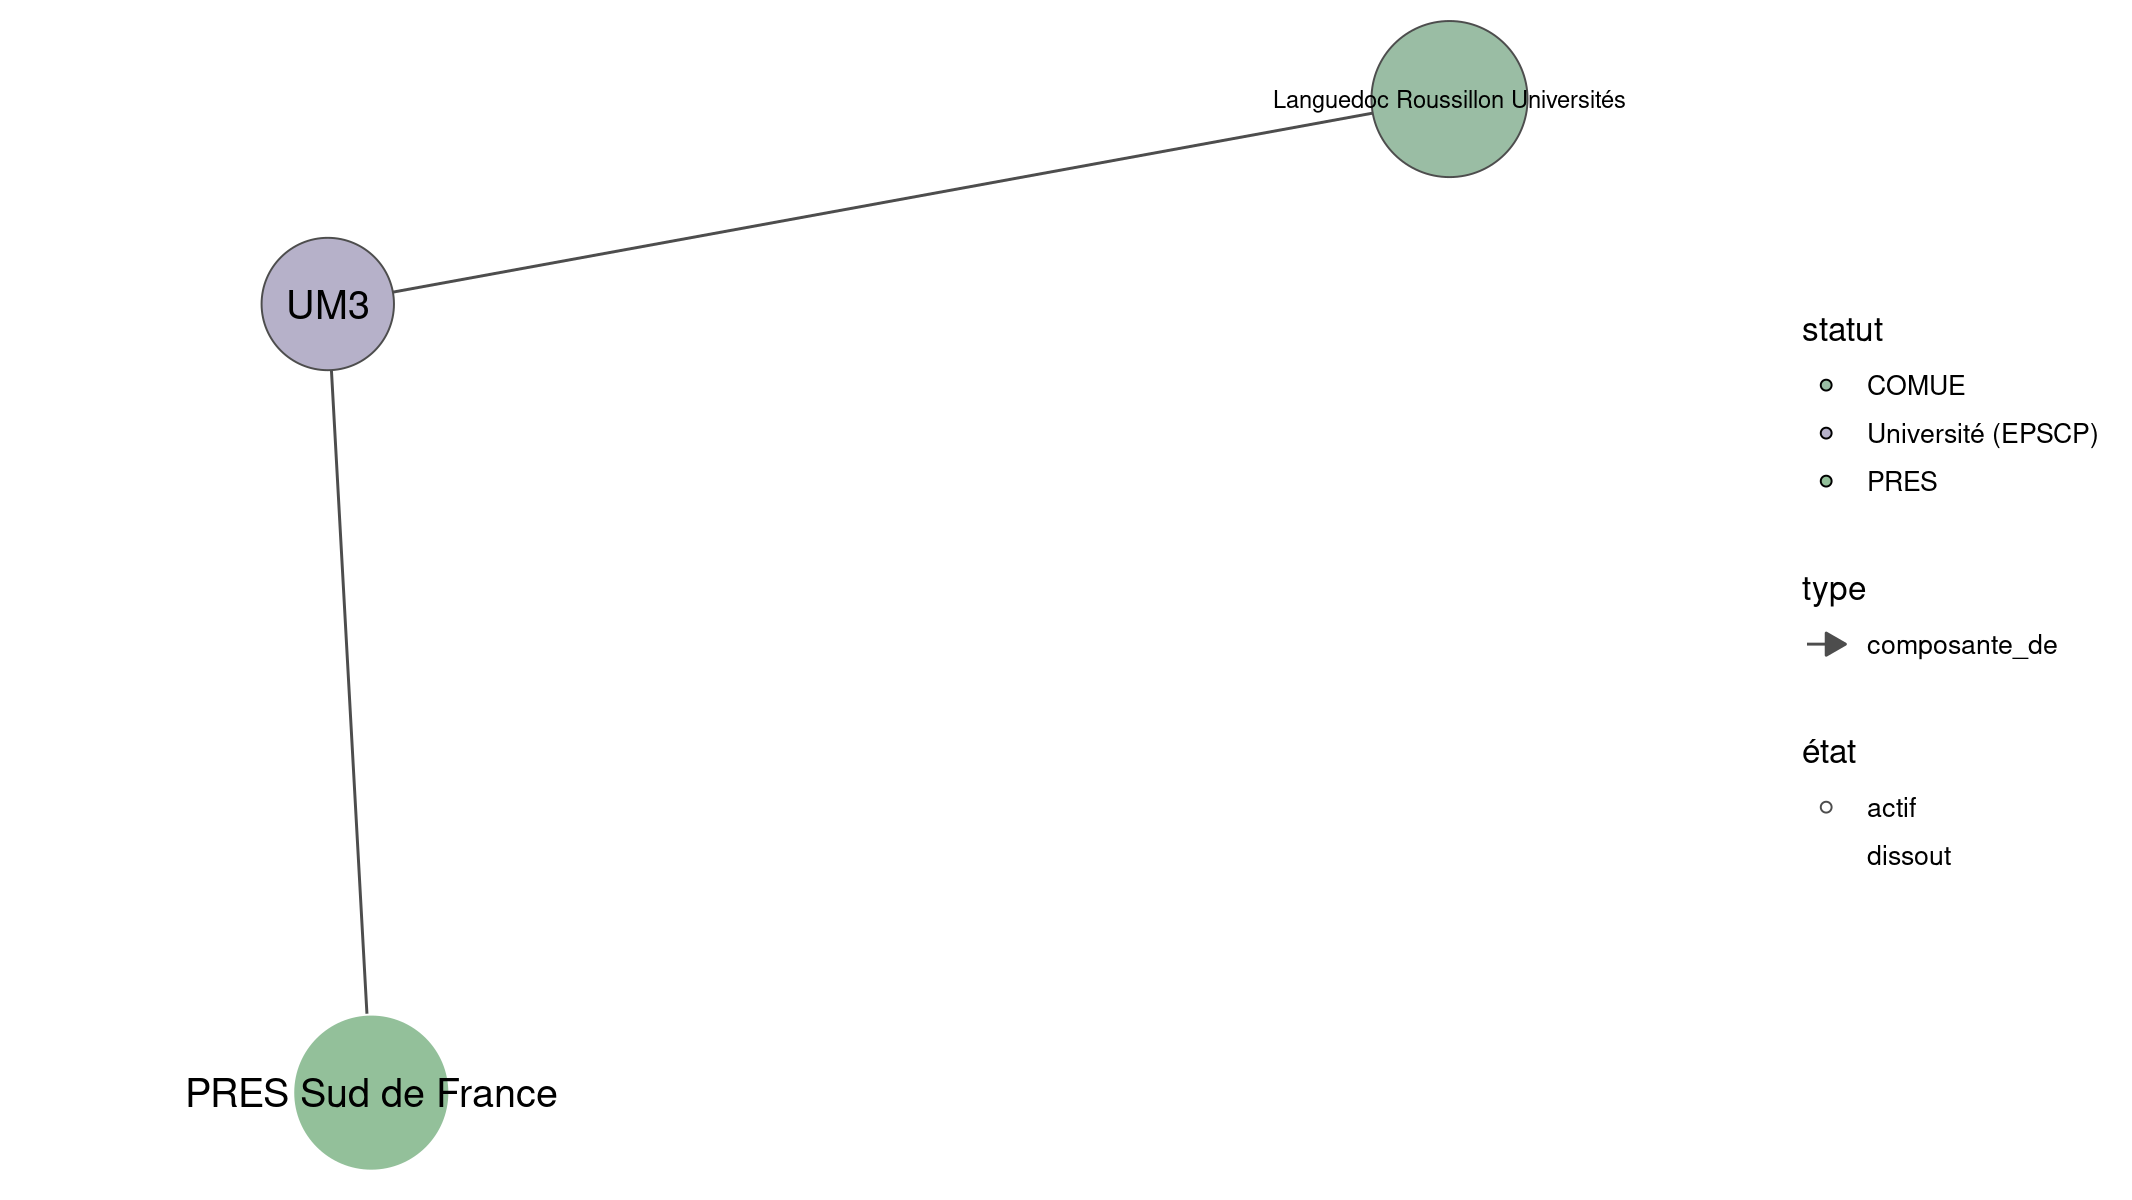 Languedoc Roussillon Universités
UM3
PRES Sud de France
statut
COMUE
Université (EPSCP)
PRES
type
composante_de
état
actif
dissout